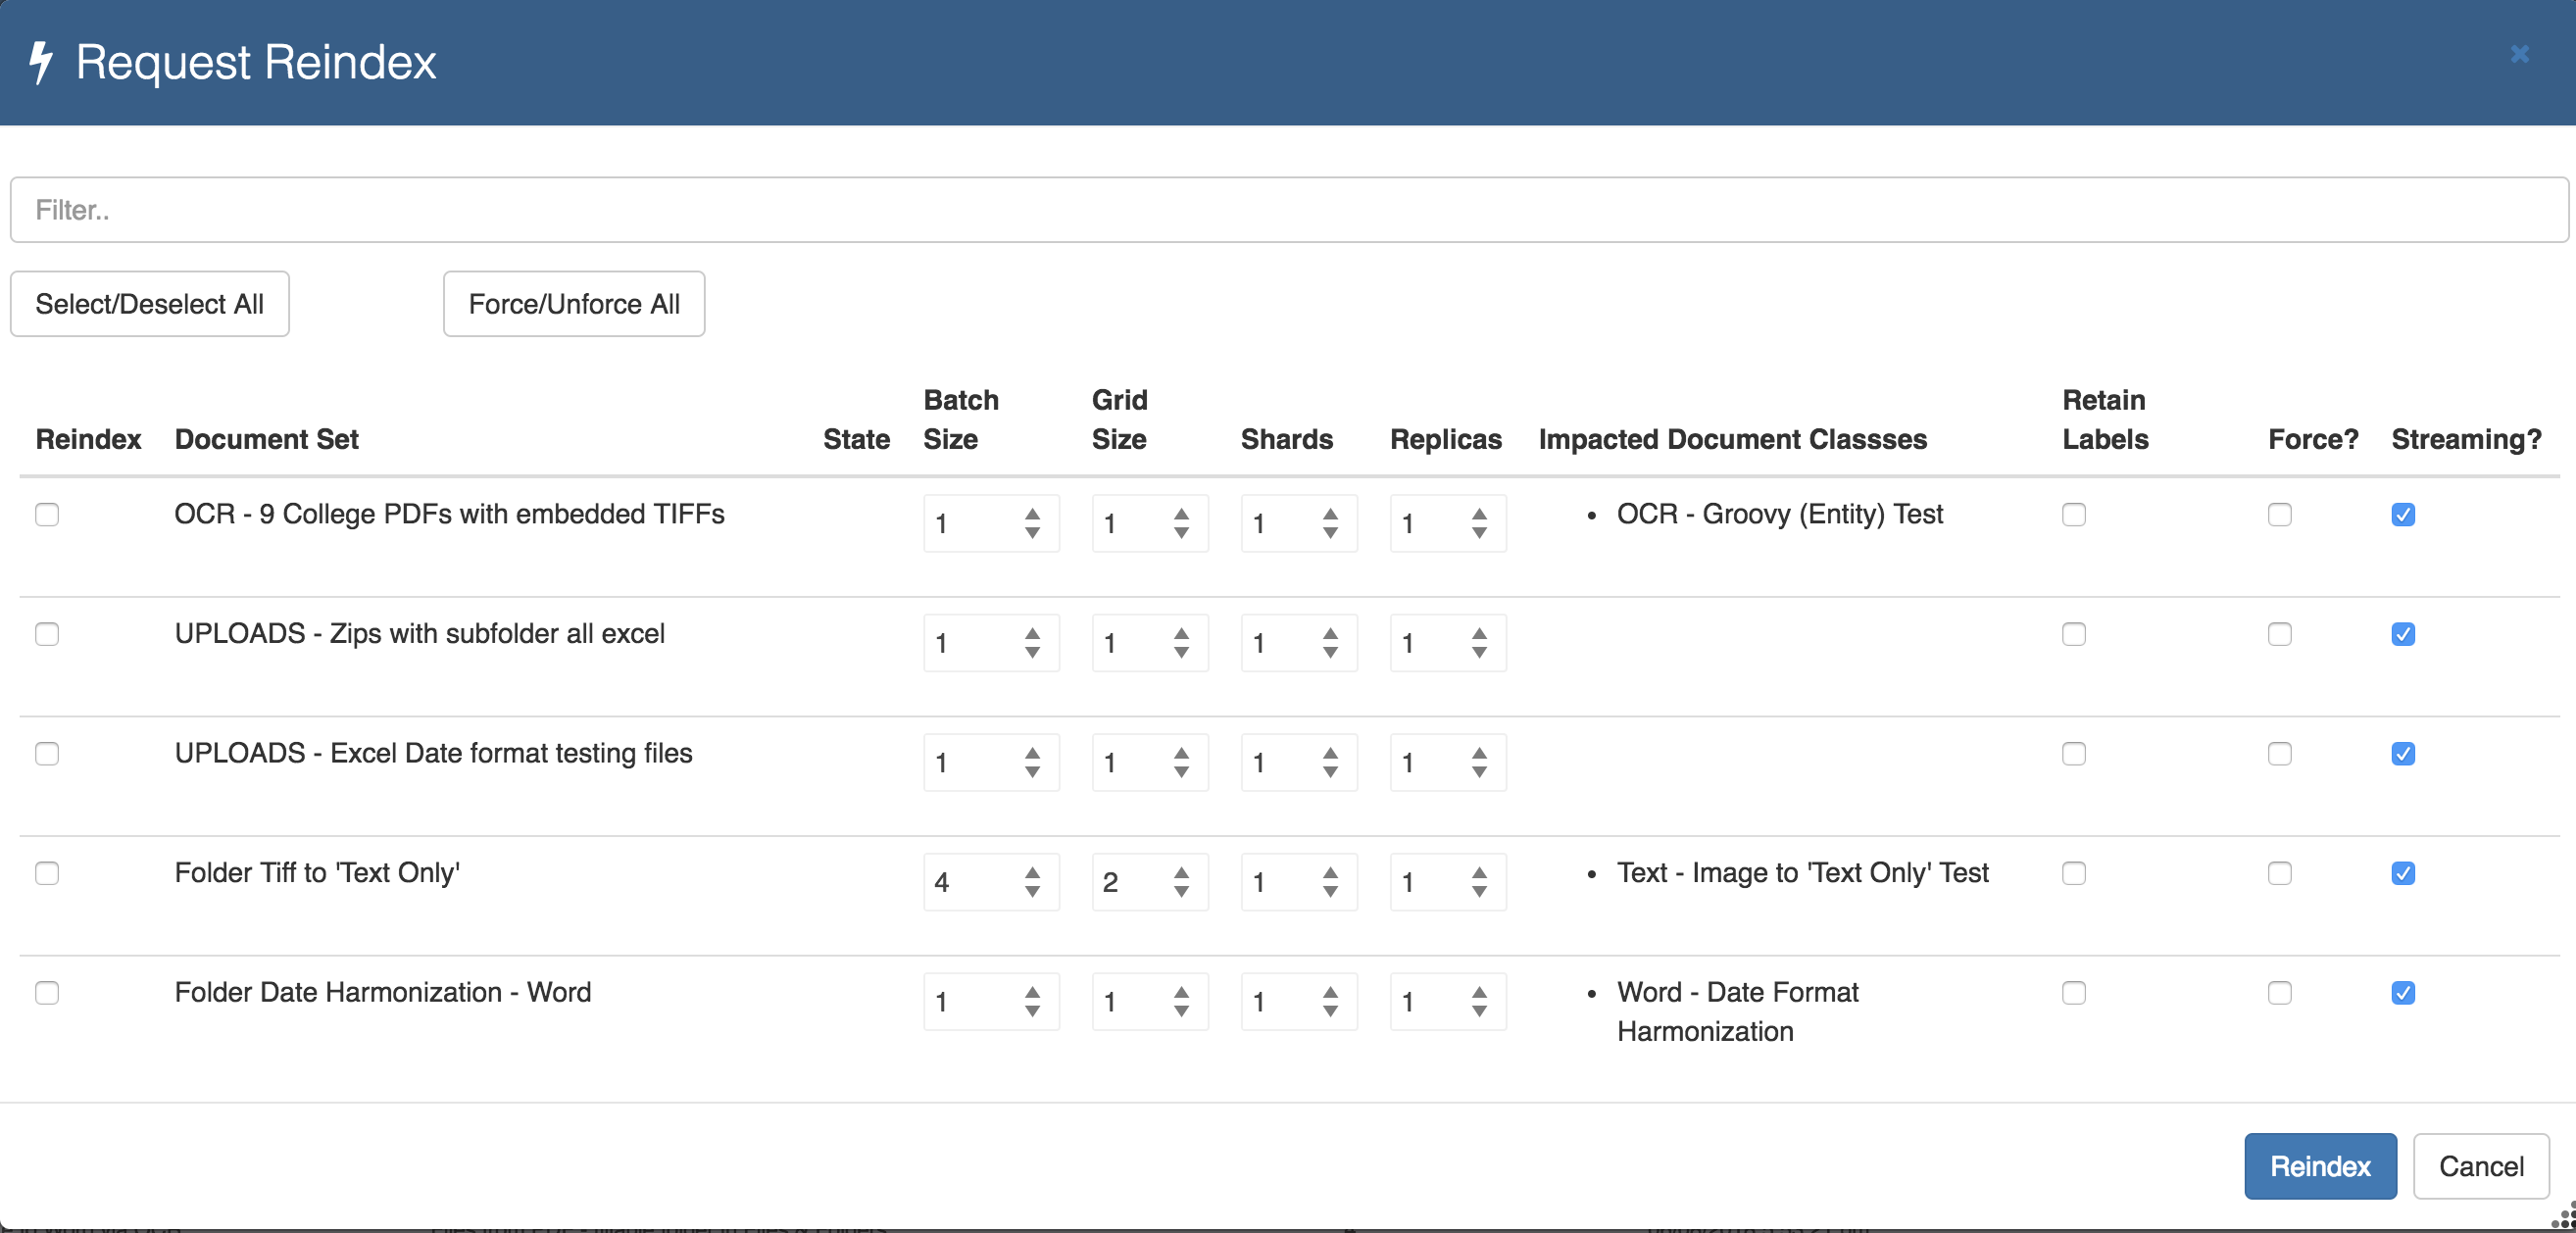 Request Reindex
Filter..
Select/Deselect All Force/Unforce All
Reindex Document Set State Batch Size Grid Size Shards Replicas Impacted Document Classses Retain Labels Force? Streaming?
OCR - 9 College PDFs with embedded TIFFs 1 1 1 1 • OCR - Groovy (Entity) Test
UPLOADS - Zips with subfolder all excel 1 1 1 1
UPLOADS - Excel Date format testing files 1 1 1 1
Folder Tiff to 'Text Only' 4 2 1 1 • Text - Image to 'Text Only' Test
Folder Date Harmonization - Word 1 1 1 1 • Word - Date Format
Harmonization
Reindex Cancel